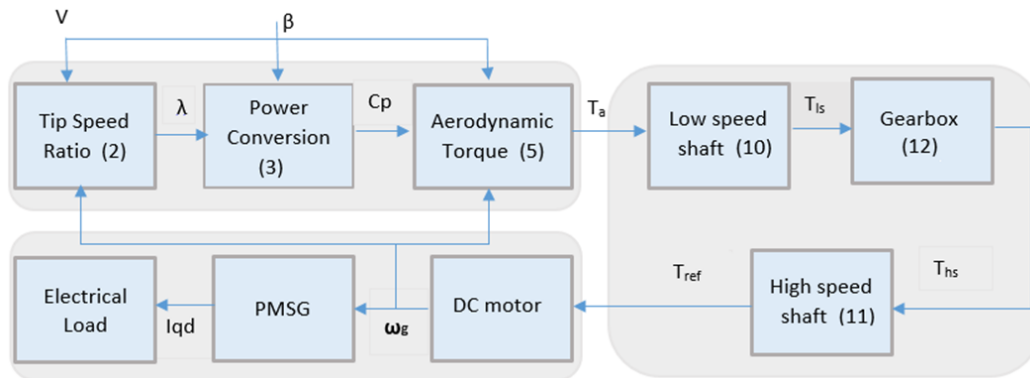 V
β
Tip Speed
Ratio (2)
λ
Power
Conversion
(3)
Cp
Aerodynamic
Torque (5)
Ta
Low speed
shaft (10)
Tls
Gearbox
(12)
Electrical
Load
Iqd
PMSG
ωg
DC motor
Tref
High speed
shaft (11)
Ths